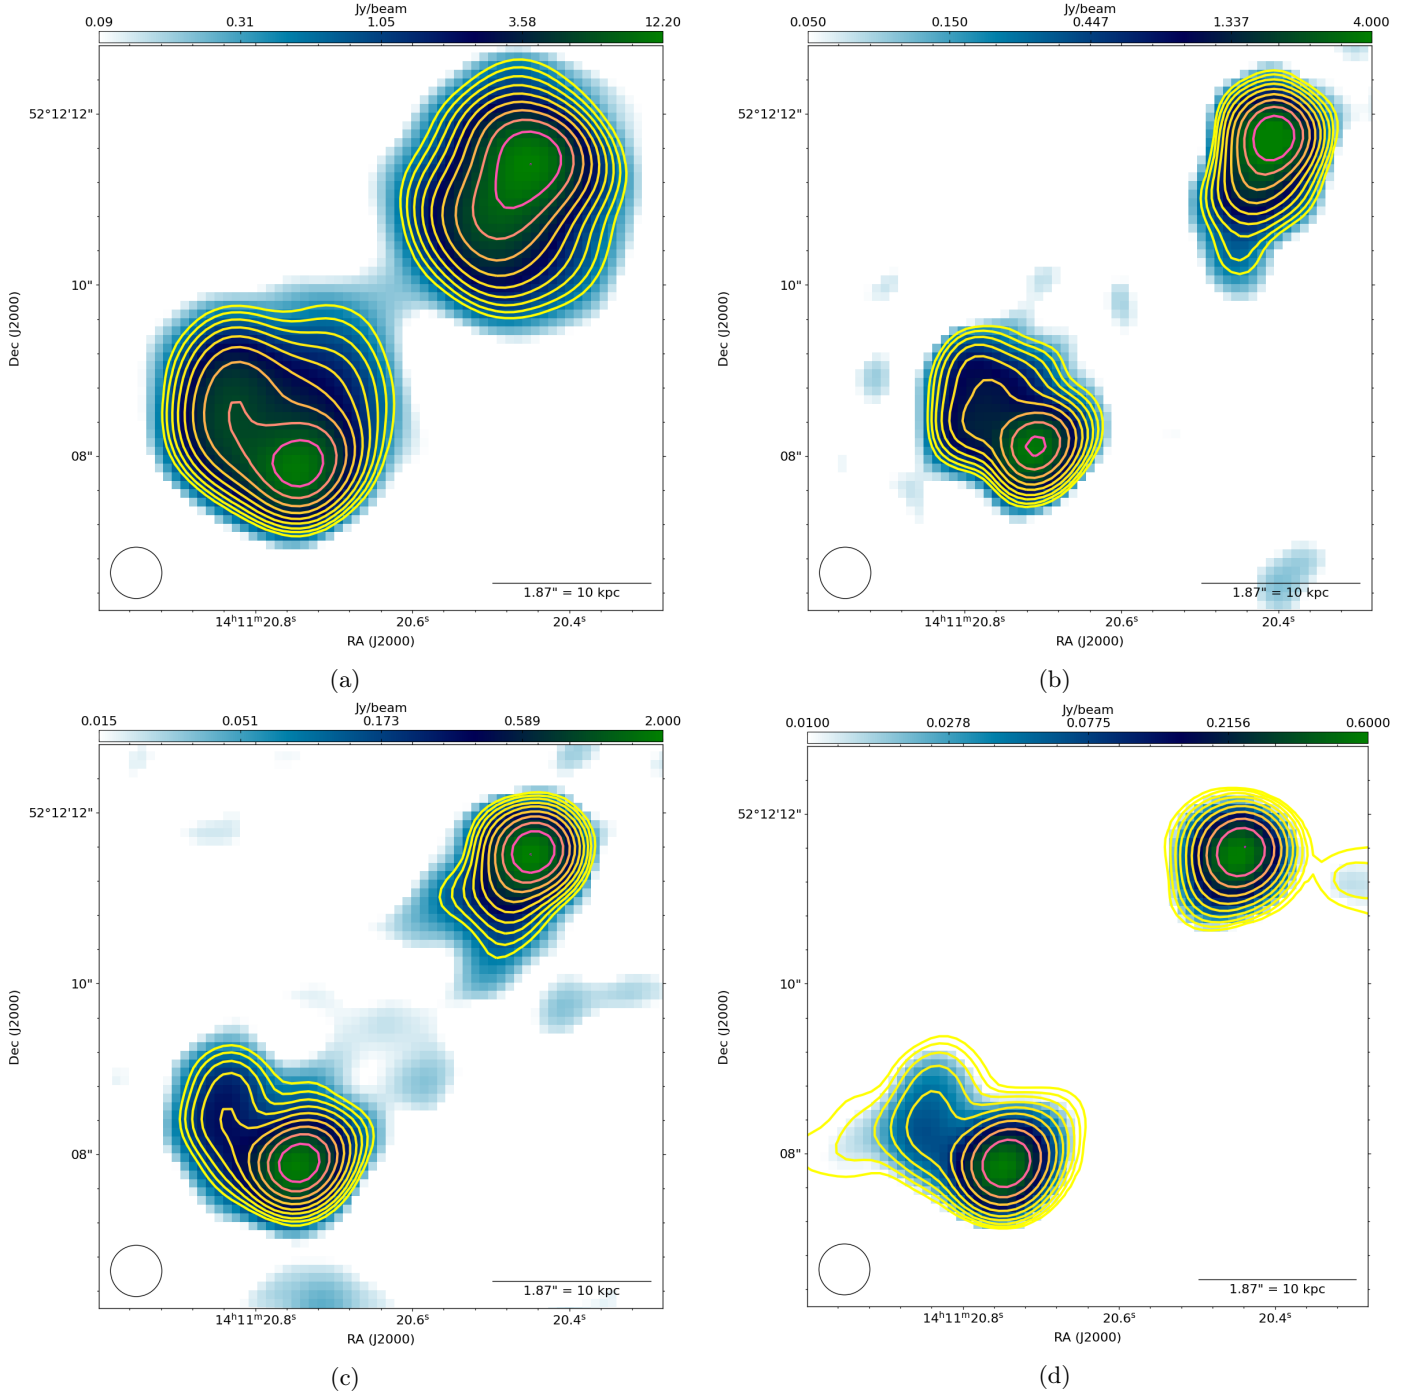 Jy/beam
0.09 0.31 1.05 3.58 12.20
52°12'12"
10"
08"
Dec (J2000)
1.87" = 10 kpc
14ʰ11ᵐ20.8ˢ 20.6ˢ 20.4ˢ
RA (J2000)
(a)
Jy/beam
0.050 0.150 0.447 1.337 4.000
52°12'12"
10"
08"
Dec (J2000)
1.87" = 10 kpc
14ʰ11ᵐ20.8ˢ 20.6ˢ 20.4ˢ
RA (J2000)
(b)
Jy/beam
0.015 0.051 0.173 0.589 2.000
52°12'12"
10"
08"
Dec (J2000)
1.87" = 10 kpc
14ʰ11ᵐ20.8ˢ 20.6ˢ 20.4ˢ
RA (J2000)
(c)
Jy/beam
0.0100 0.0278 0.0775 0.2156 0.6000
52°12'12"
10"
08"
Dec (J2000)
1.87" = 10 kpc
14ʰ11ᵐ20.8ˢ 20.6ˢ 20.4ˢ
RA (J2000)
(d)